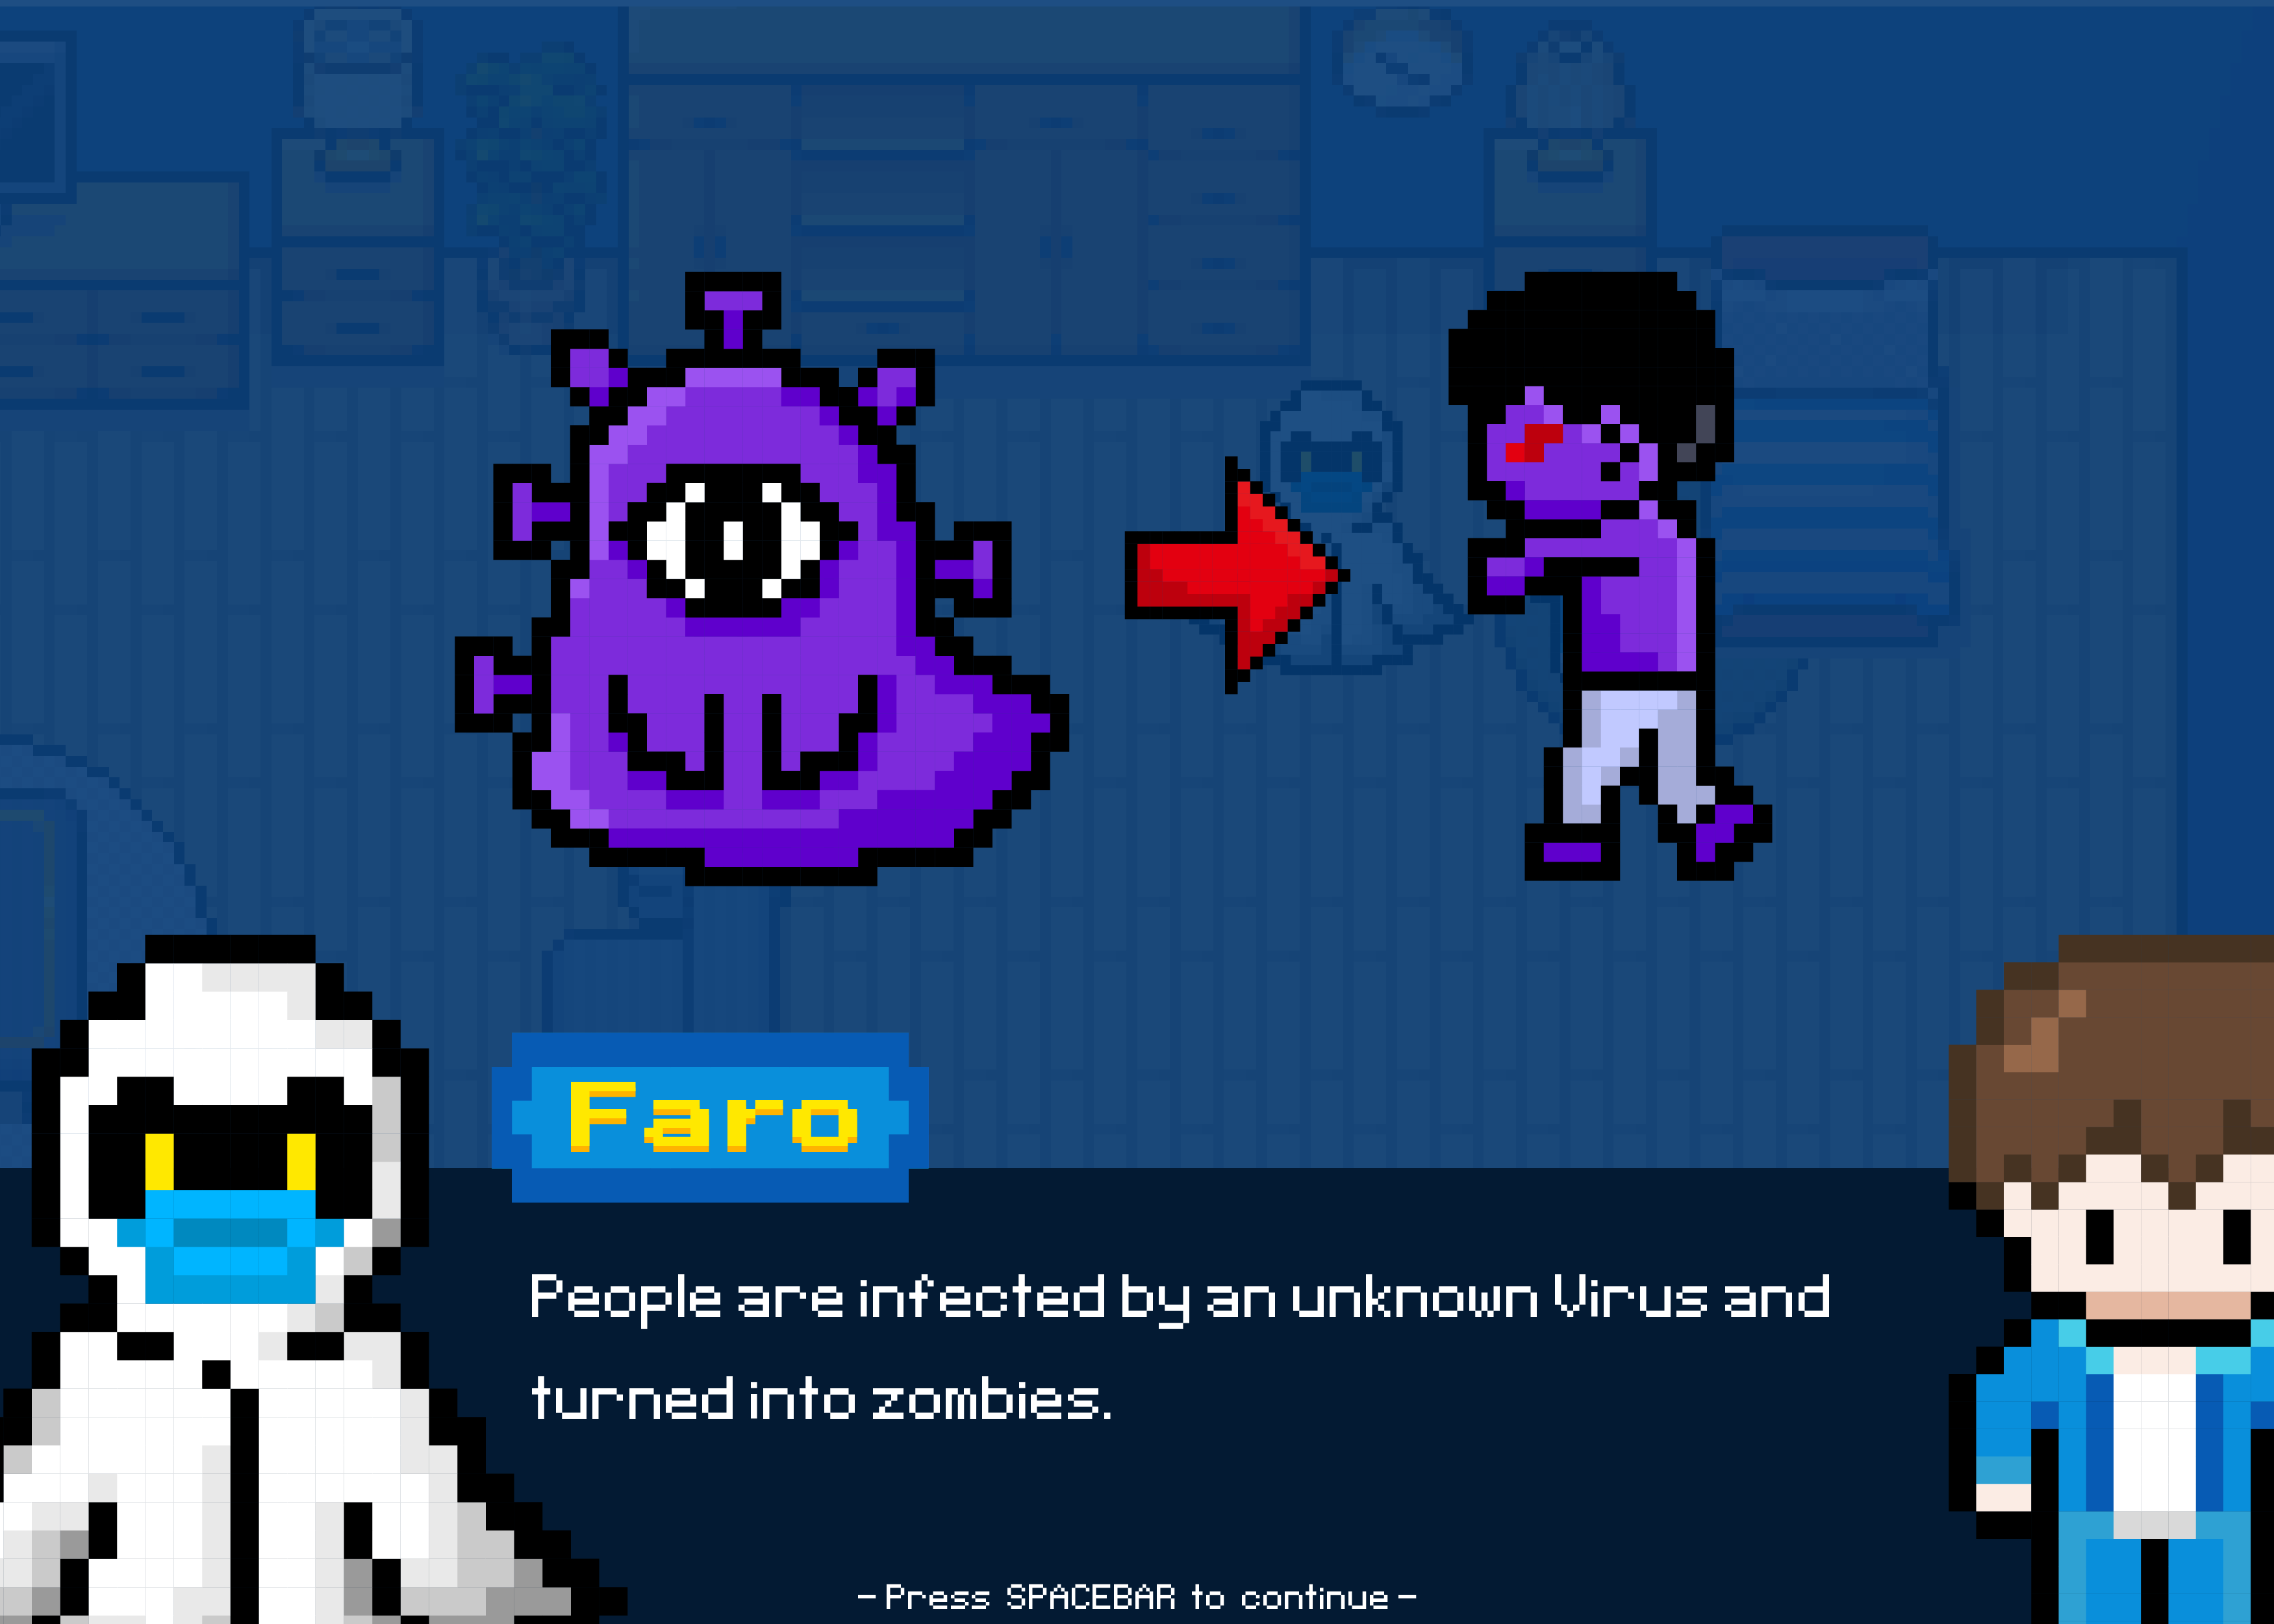 Faro
People are infected by an unknown Virus and
turned into zombies.
- Press SPACEBAR to continue -